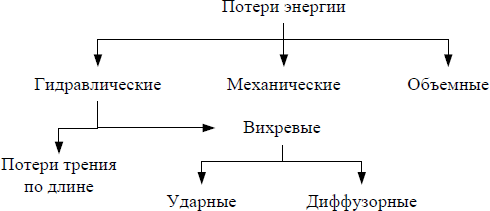 Потери энергии
Гидравлические
Механические
Объемные
Вихревые
Потери трения
по длине
Ударные
Диффузорные